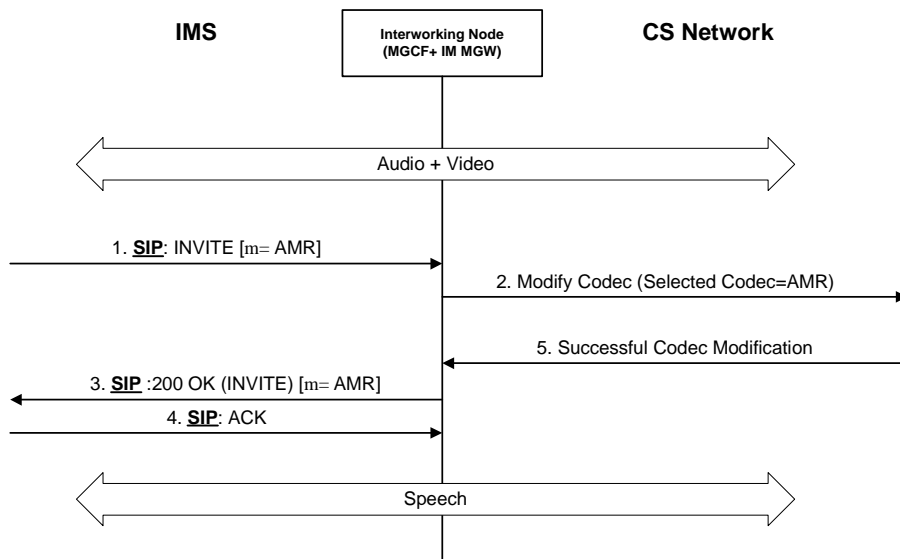 IMS
Interworking Node
(MGCF+ IM MGW)
CS Network
Audio + Video
1. SIP: INVITE [m= AMR]
2. Modify Codec (Selected Codec=AMR)
5. Successful Codec Modification
3. SIP :200 OK (INVITE) [m= AMR]
4. SIP: ACK
Speech